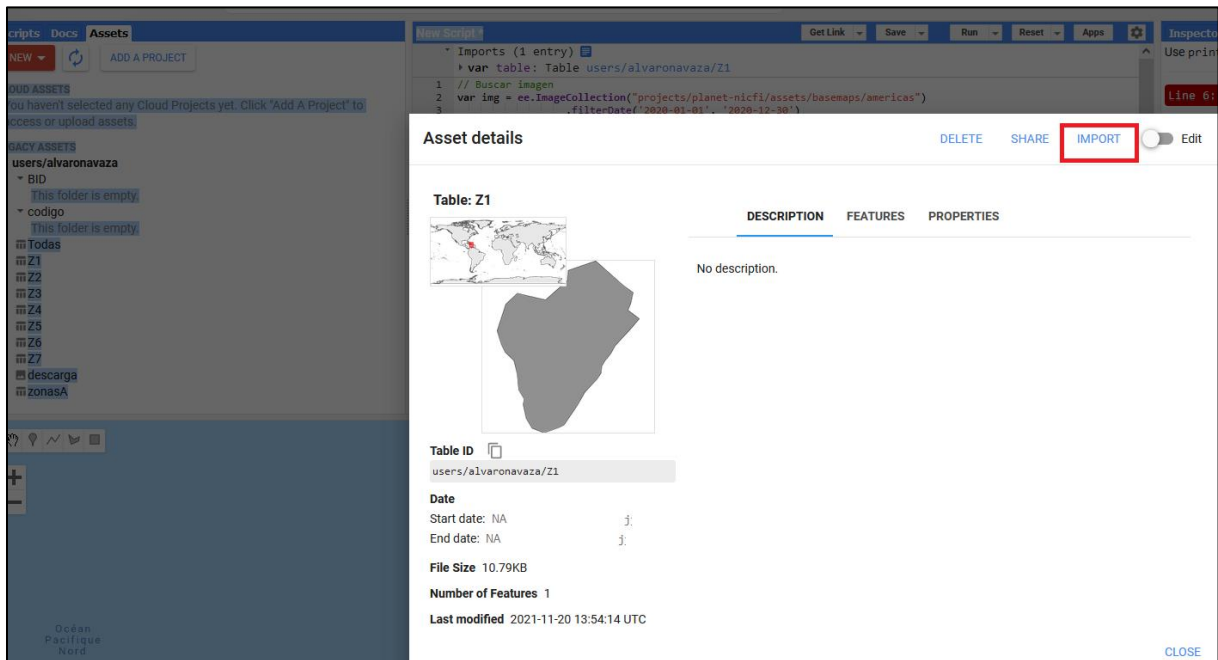 cripts Docs Assets
NEW
ADD A PROJECT
OUD ASSETS
You haven't selected any Cloud Projects yet. Click "Add A Project" to
access or upload assets.
GACY ASSETS
users/alvaronavaza
BID
This folder is empty.
codigo
This folder is empty.
Todas
Z1
Z2
Z3
Z4
Z5
Z6
Z7
descarga
zonasA
New Script *
Get Link Save Run Reset Apps
Imports (1 entry)
var table: Table users/alvaronavaza/Z1
1 // Buscar imagen
2 var img = ee.ImageCollection("projects/planet-nicfi/assets/basemaps/americas")
3 .filterDate('2020-01-01', '2020-12-30')
Inspecto
Use prin
Line 6:
Asset details
DELETE SHARE IMPORT Edit
Table: Z1
DESCRIPTION FEATURES PROPERTIES
No description.
Table ID
users/alvaronavaza/Z1
Date
Start date: NA
End date: NA
File Size 10.79KB
Number of Features 1
Last modified 2021-11-20 13:54:14 UTC
CLOSE
Océan
Pacifique
Nord